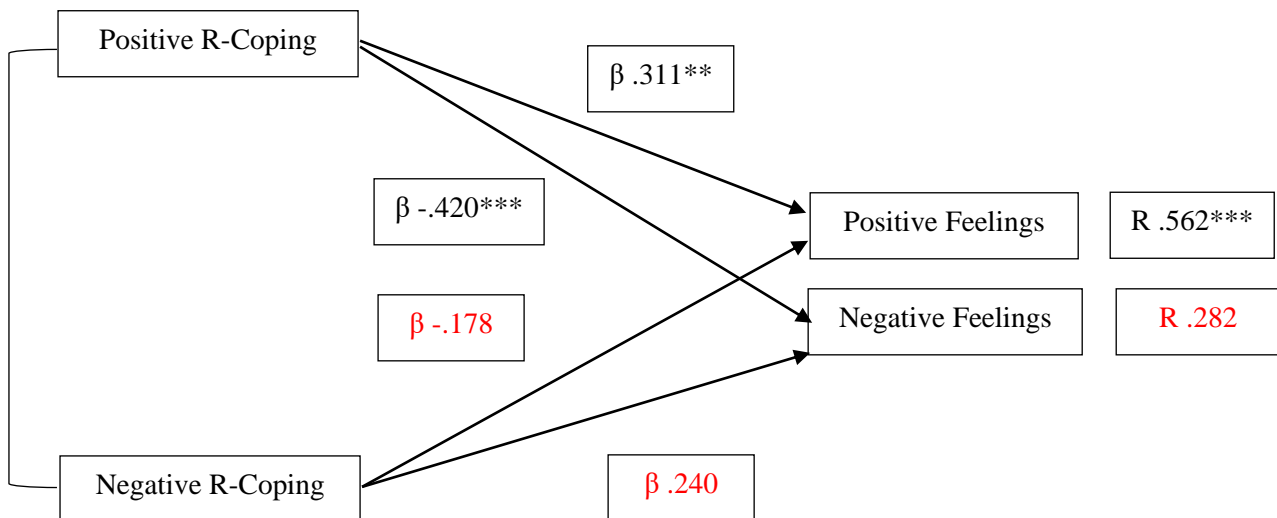 Positive R-Coping
β .311**
β -.420***
Positive Feelings
R .562***
β -.178
Negative Feelings
R .282
Negative R-Coping
β .240